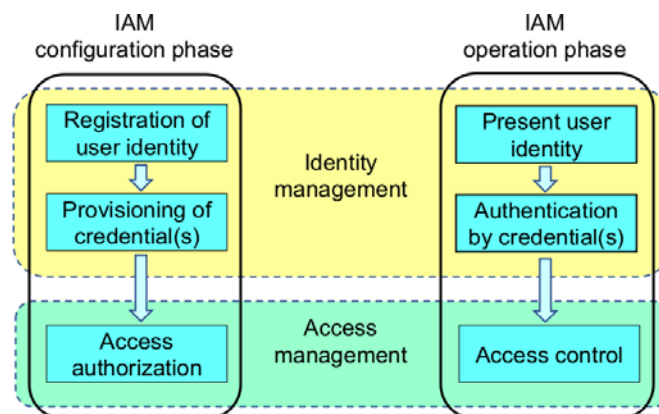 IAM
configuration phase
IAM
operation phase
Registration of
user identity
Present user
identity
Identity
management
Provisioning of
credential(s)
Authentication
by credential(s)
Access
authorization
Access
management
Access control